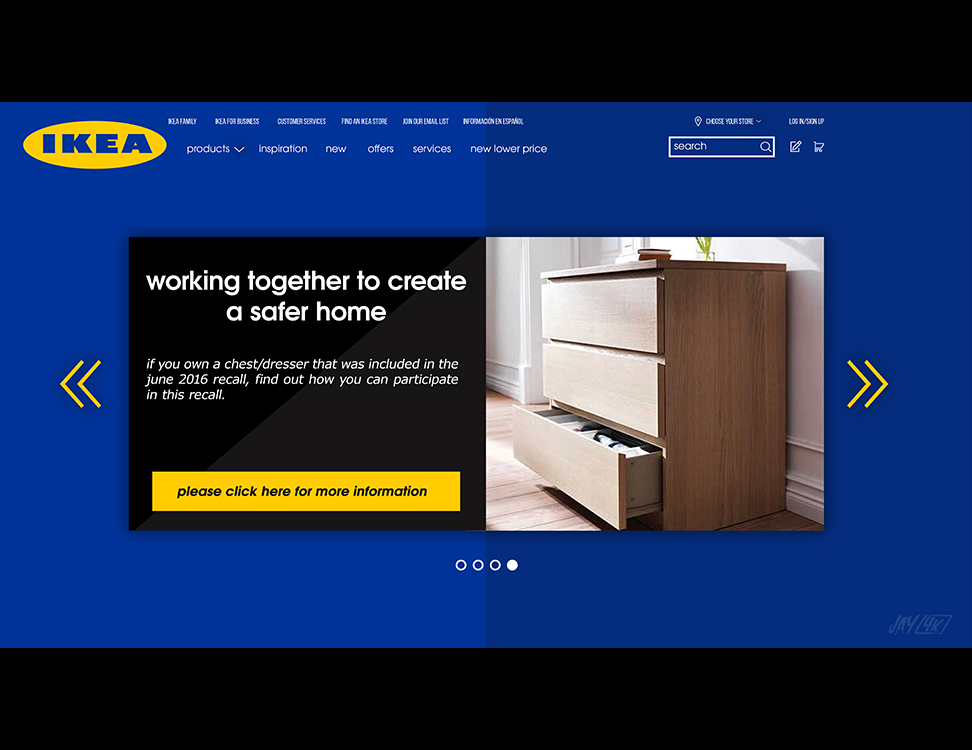 IKEA FAMILY IKEA FOR BUSINESS CUSTOMER SERVICES FIND AN IKEA STORE JOIN OUR EMAIL LIST INFORMACIÓN EN ESPAÑOL CHOOSE YOUR STORE LOG IN/SIGN UP
IKEA
products inspiration new offers services new lower price search
working together to create
a safer home
if you own a chest/dresser that was included in the
june 2016 recall, find out how you can participate
in this recall.
please click here for more information
JAY4K